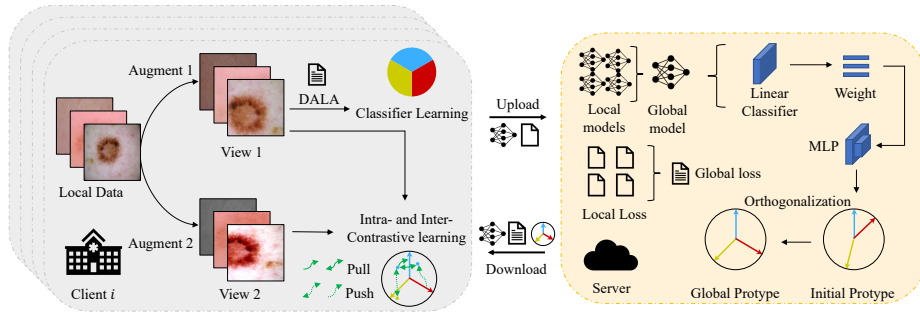 Local Data
Augment 1
View 1
DALA
Classifier Learning
Augment 2
View 2
Intra- and Inter-
Contrastive learning
Pull
Push
Client i
Upload
Download
Local
models
Global
model
Linear
Classifier
Weight
MLP
Local Loss
Global loss
Orthogonalization
Server
Global Protype
Initial Protype